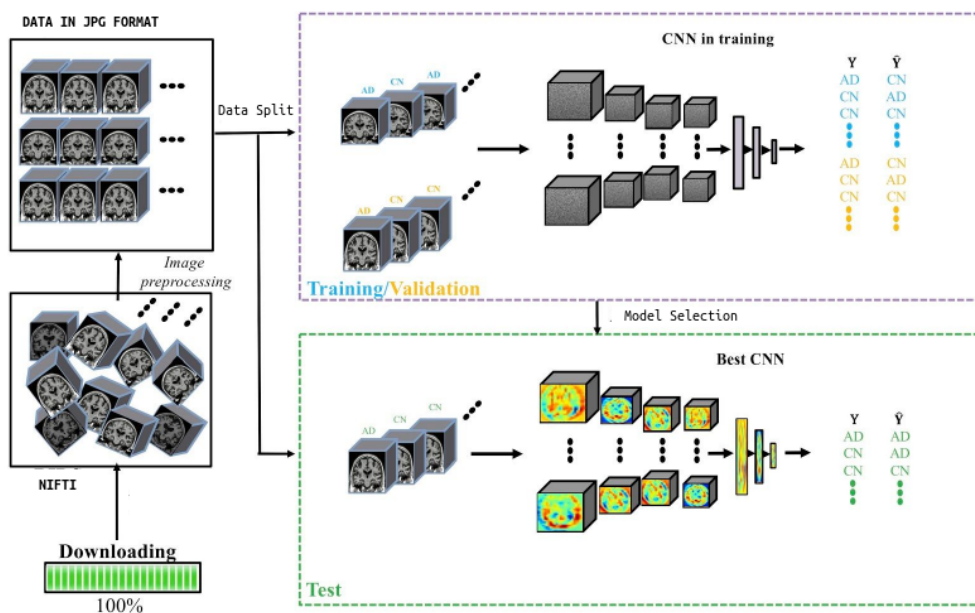 DATA IN JPG FORMAT
Data Split
Image
preprocessing
NIFTI
Downloading
100%
CNN in training
AD CN AD
AD CN CN
Y Ŷ
AD CN
CN AD
CN CN
AD CN
CN AD
CN CN
Training/Validation
Model Selection
Best CNN
AD CN CN
Y Ŷ
AD AD
CN AD
CN CN
Test